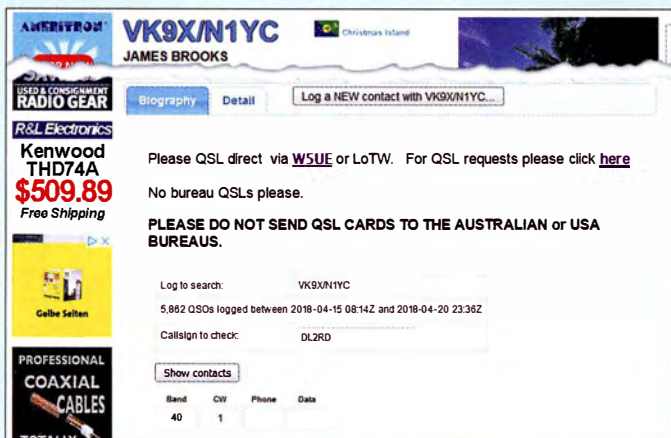 AMERITRON
VK9X/N1YC
Christmas Island
JAMES BROOKS
USED & CONSIGNMENT
RADIO GEAR
Biography
Detail
Log a NEW contact with VK9X/N1YC...
R&L Electronics
Kenwood
THD74A
$509.89
Free Shipping
Please QSL direct via W5UE or LoTW. For QSL requests please click here
No bureau QSLs please.
PLEASE DO NOT SEND QSL CARDS TO THE AUSTRALIAN or USA
BUREAUS.
Log to search: VK9X/N1YC
5,862 QSOs logged between 2018-04-15 08:14Z and 2018-04-20 23:36Z
Callsign to check: DL2RD
Gelbe Seiten
Show contacts
Band CW Phone Data
40 1
PROFESSIONAL
COAXIAL
CABLES
TOTALLY